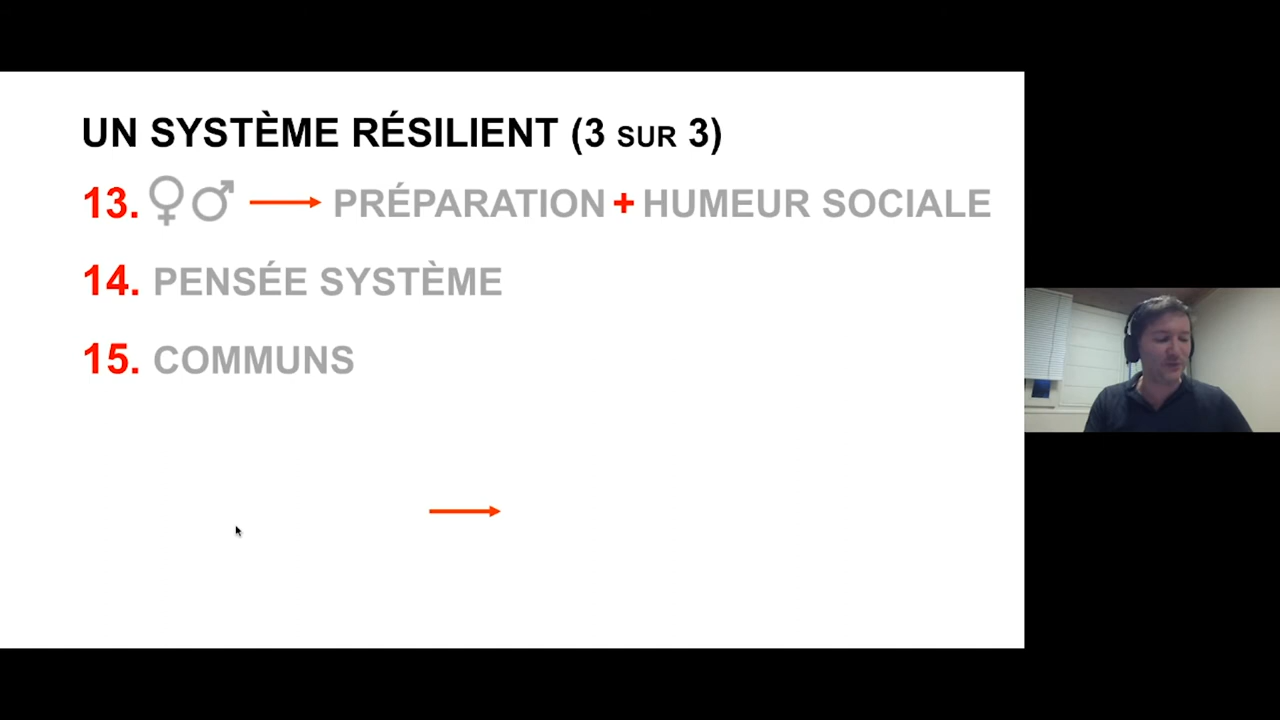 UN SYSTÈME RÉSILIENT (3 SUR 3)
13. ♀♂ → PRÉPARATION + HUMEUR SOCIALE
14. PENSÉE SYSTÈME
15. COMMUNS